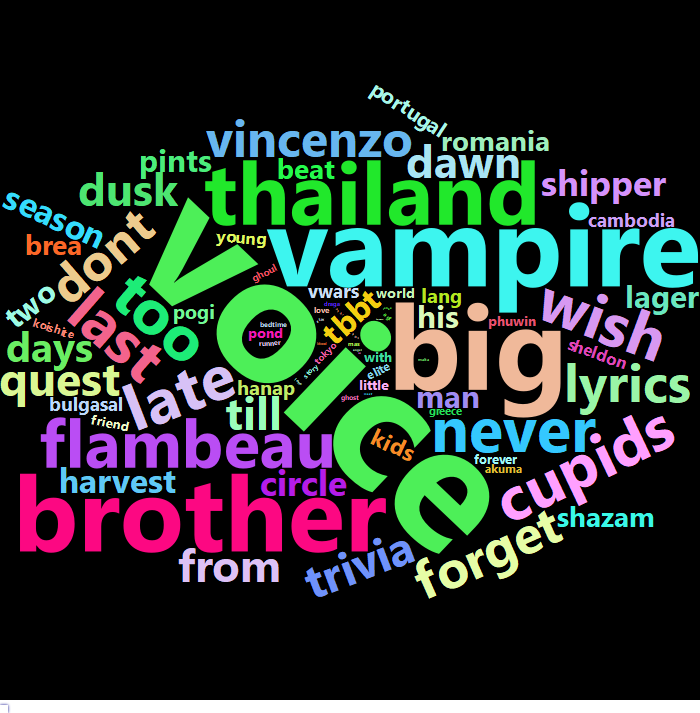 portugal
vincenzo
romania
pints
beat
dawn
dusk
thailand
shipper
season
cambodia
young
vampire
brea
dont
ghoul
voice
two
too
vwars
world
lang
lager
last
pogi
love
tbbt
big
his
wish
koishite
bedtime
pond
runner
phuwin
days
tokyo
mas
sheldon
with
quest
late
story
elite
lyrics
hanap
little
man
bulgasal
ghost
till
greece
friend
flambeau
kids
never
cupids
forever
akuma
harvest
circle
brother
shazam
from
trivia
forget